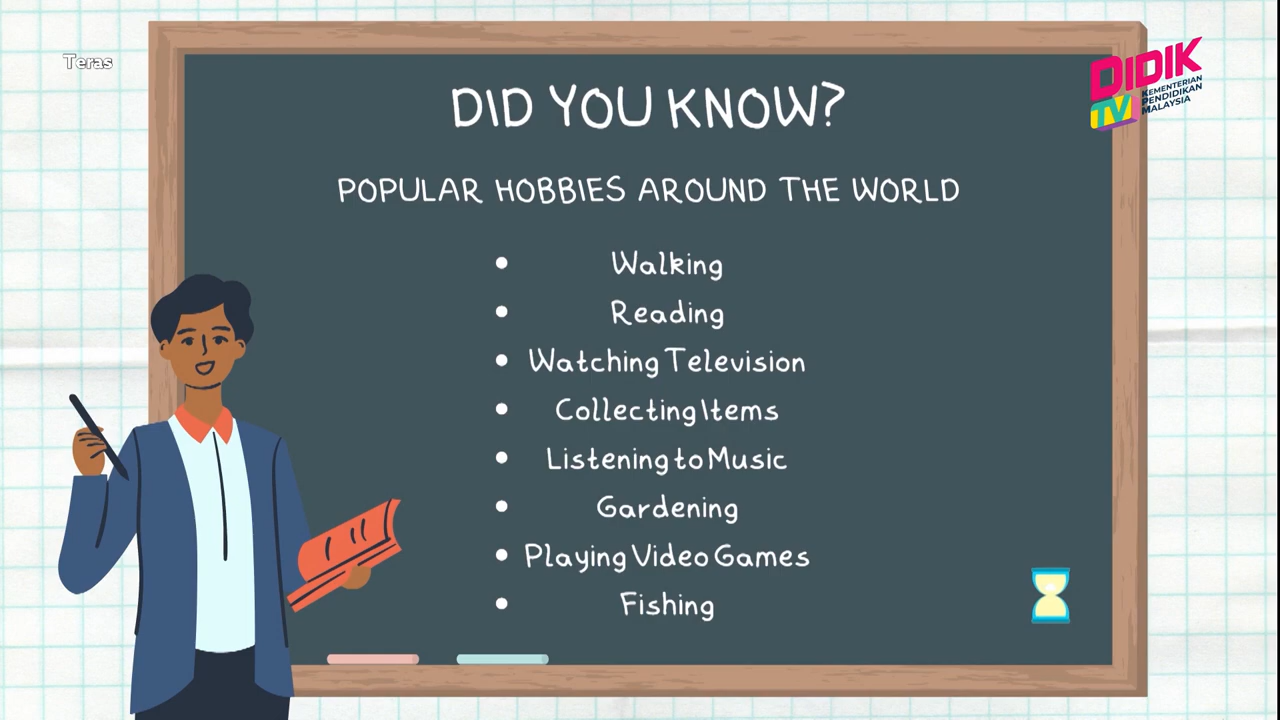 Teras
DIDIK
TV
KEMENTERIAN
PENDIDIKAN
MALAYSIA
DID YOU KNOW?
POPULAR HOBBIES AROUND THE WORLD
• Walking
• Reading
• Watching Television
• Collecting Items
• Listening to Music
• Gardening
• Playing Video Games
• Fishing